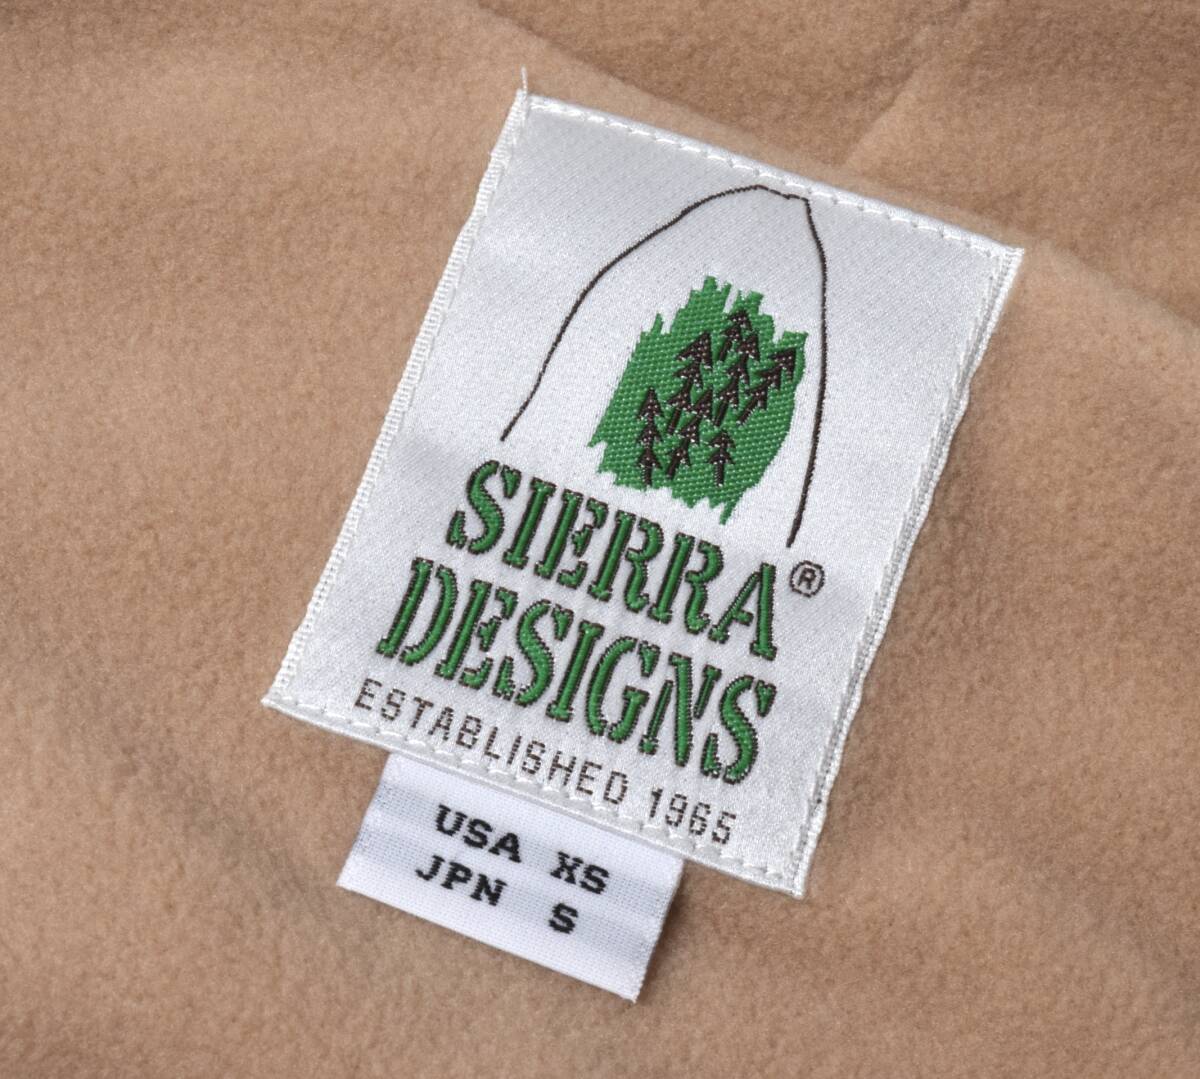 SIERRA®
DESIGNS
ESTABLISHED 1965
USA XS
JPN S